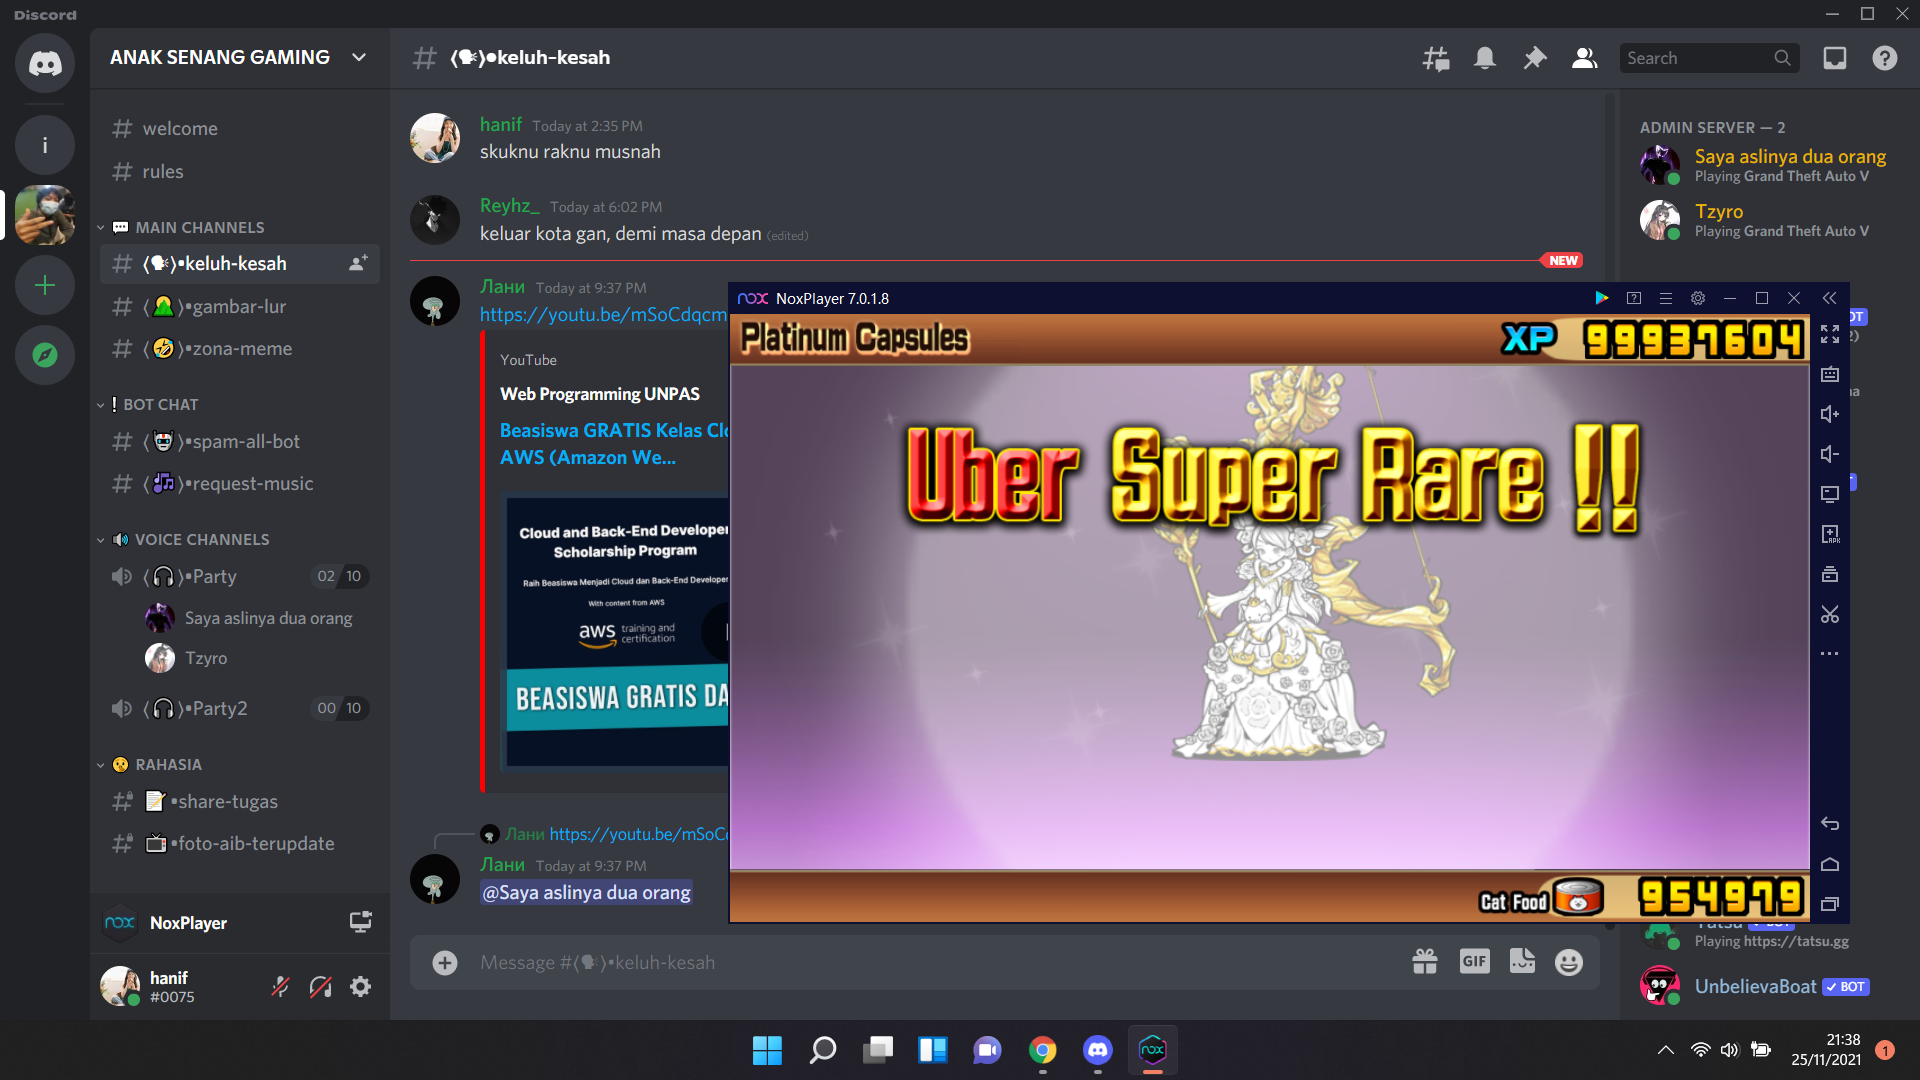 Discord
ANAK SENANG GAMING
welcome
rules
MAIN CHANNELS
•keluh-kesah
•gambar-lur
•zona-meme
BOT CHAT
•spam-all-bot
•request-music
VOICE CHANNELS
•Party
02 10
Saya aslinya dua orang
Tzyro
•Party2
00 10
RAHASIA
•share-tugas
•foto-aib-terupdate
NoxPlayer
hanif
#0075
•keluh-kesah
Search
hanif Today at 2:35 PM
skuknu raknu musnah
Reyhz_ Today at 6:02 PM
keluar kota gan, demi masa depan (edited)
NEW
Лани Today at 9:37 PM
https://youtu.be/mSoCdqcm
YouTube
Web Programming UNPAS
Beasiswa GRATIS Kelas Clo
AWS (Amazon We...
Cloud and Back-End Developer
Scholarship Program
Raih Beasiswa Menjadi Cloud dan Back-End Developer
With content from AWS
aws training and
certification
BEASISWA GRATIS DA
Лани https://youtu.be/mSoC
Лани Today at 9:37 PM
@Saya aslinya dua orang
Message #•keluh-kesah
GIF
ADMIN SERVER — 2
Saya aslinya dua orang
Playing Grand Theft Auto V
Tzyro
Playing Grand Theft Auto V
nox NoxPlayer 7.0.1.8
Platinum Capsules
XP 99937604
Uber Super Rare !!
Cat Food 954979
Tatsu BOT
Playing https://tatsu.gg
UnbelievaBoat BOT
21:38
25/11/2021
1